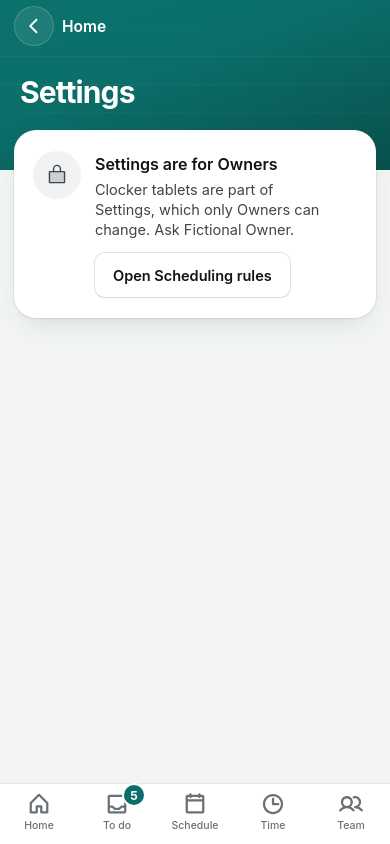 Home
Settings
Settings are for Owners
Clocker tablets are part of
Settings, which only Owners can
change. Ask Fictional Owner.
Open Scheduling rules
5
Home
To do
Schedule
Time
Team